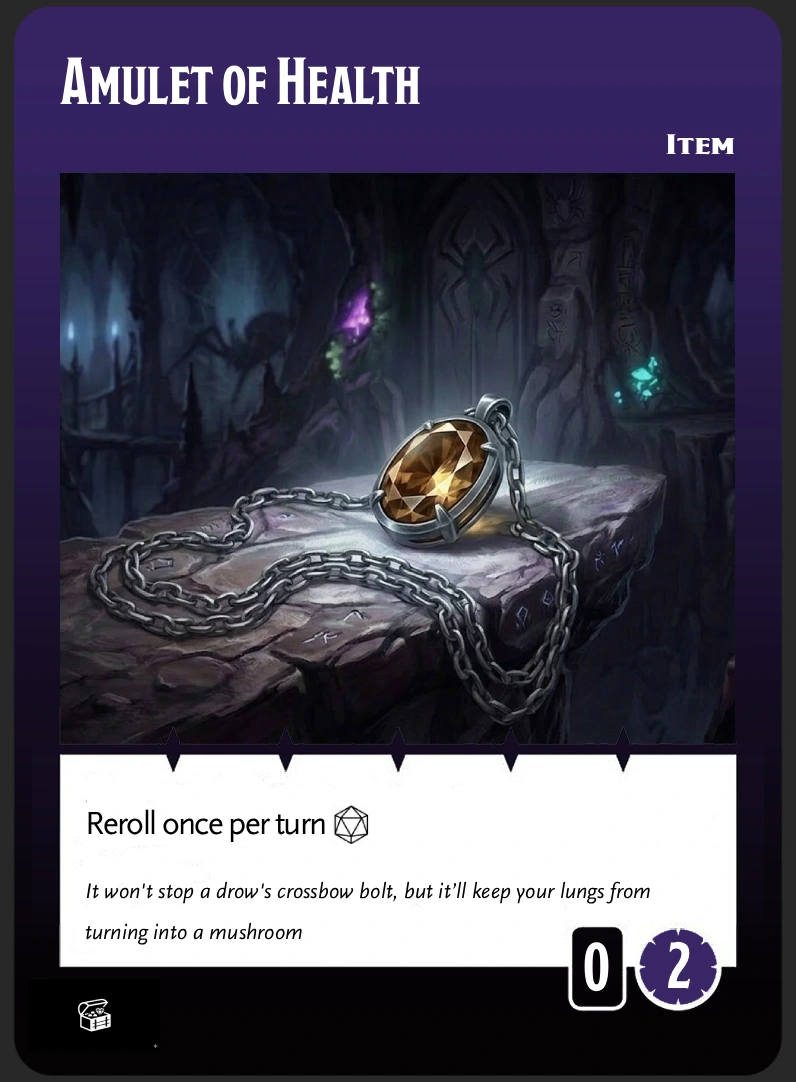 Amulet of Health
Item
Reroll once per turn
It won't stop a drow's crossbow bolt, but it’ll keep your lungs from
turning into a mushroom
0 2